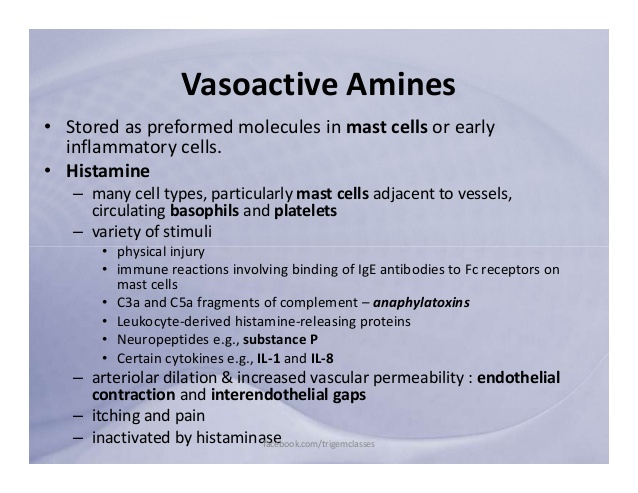 Vasoactive Amines
• Stored as preformed molecules in mast cells or early
inflammatory cells.
• Histamine
– many cell types, particularly mast cells adjacent to vessels,
circulating basophils and platelets
– variety of stimuli
• physical injury
• immune reactions involving binding of IgE antibodies to Fc receptors on
mast cells
• C3a and C5a fragments of complement – anaphylatoxins
• Leukocyte-derived histamine-releasing proteins
• Neuropeptides e.g., substance P
• Certain cytokines e.g., IL-1 and IL-8
– arteriolar dilation & increased vascular permeability : endothelial
contraction and interendothelial gaps
– itching and pain
– inactivated by histaminase
facebook.com/trigemclasses